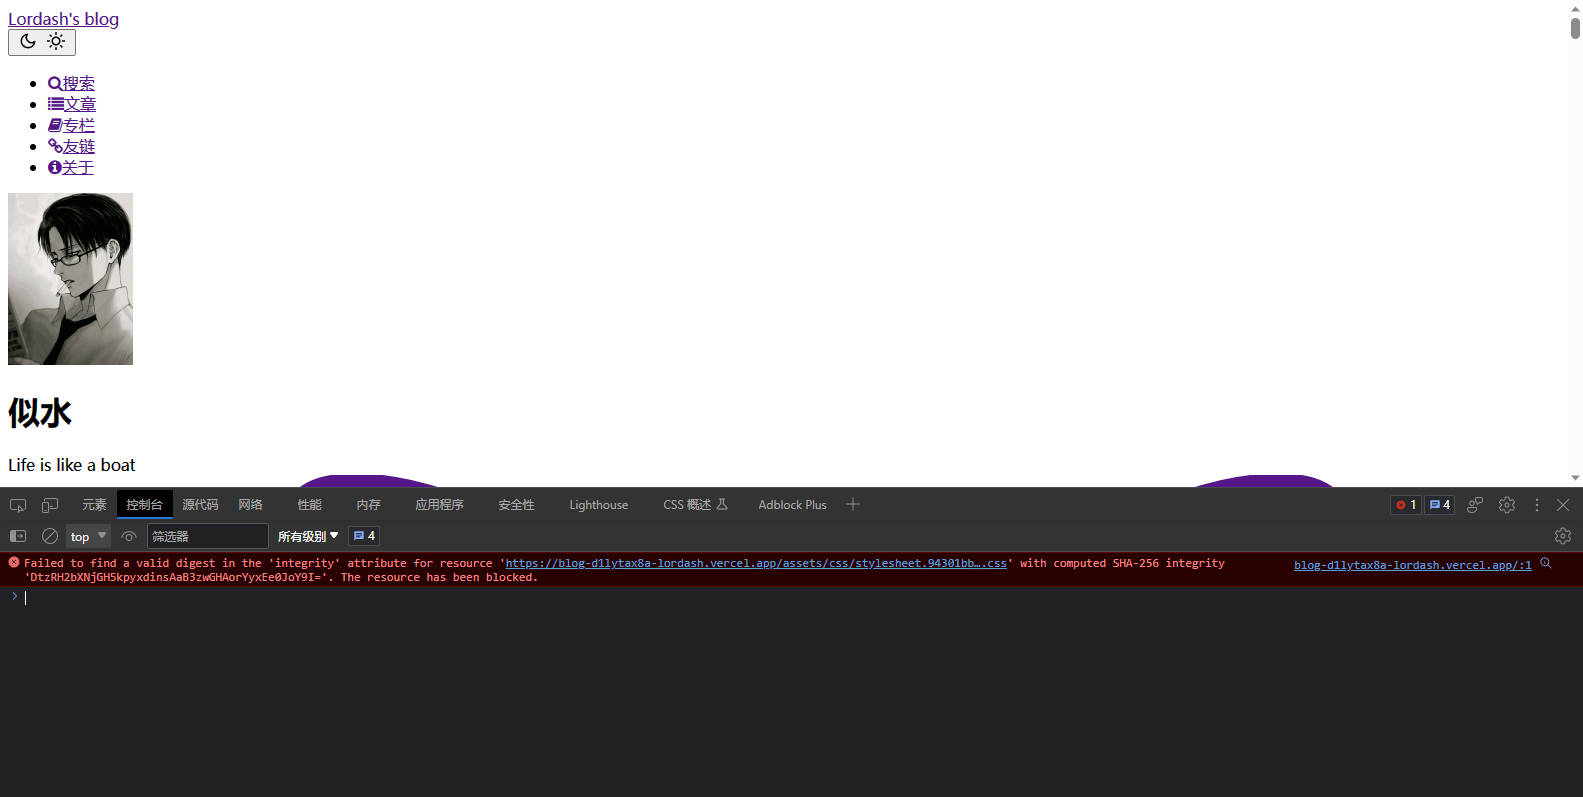 Lordash's blog
搜索
文章
专栏
友链
关于
似水
Life is like a boat
元素 控制台 源代码 网络 性能 内存 应用程序 安全性 Lighthouse CSS 概述 Adblock Plus 1 4
top 筛选器 所有级别 4
Failed to find a valid digest in the 'integrity' attribute for resource 'https://blog-d1lytax8a-lordash.vercel.app/assets/css/stylesheet.94301bb….css' with computed SHA-256 integrity blog-d1lytax8a-lordash.vercel.app/:1
'DtzRH2bXNjGH5kpyxdinsAaB3zwGHAorYyxEe0JoY9I='. The resource has been blocked.